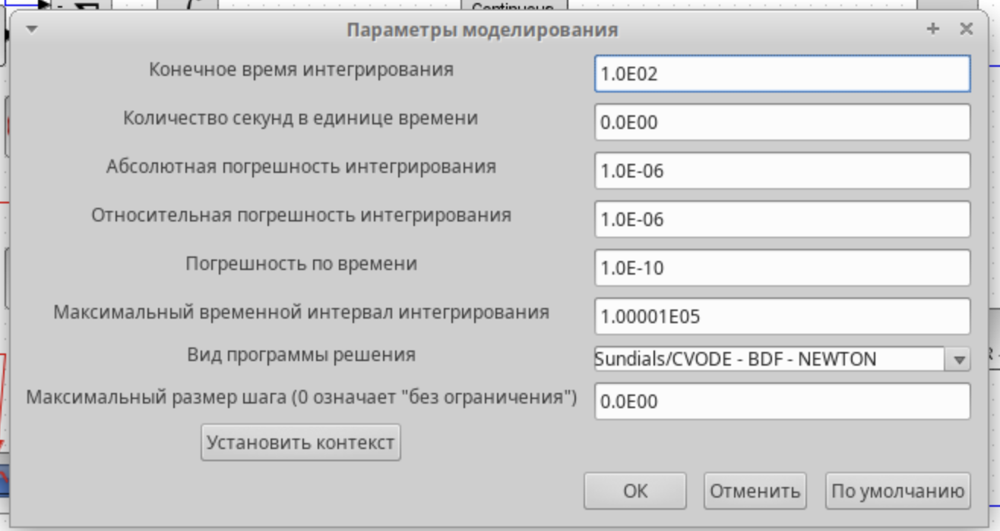 Continuous
Параметры моделирования
Конечное время интегрирования 1.0E02
Количество секунд в единице времени 0.0E00
Абсолютная погрешность интегрирования 1.0E-06
Относительная погрешность интегрирования 1.0E-06
Погрешность по времени 1.0E-10
Максимальный временной интервал интегрирования 1.00001E05
Вид программы решения Sundials/CVODE - BDF - NEWTON
Максимальный размер шага (0 означает "без ограничения") 0.0E00
Установить контекст
ОК Отменить По умолчанию